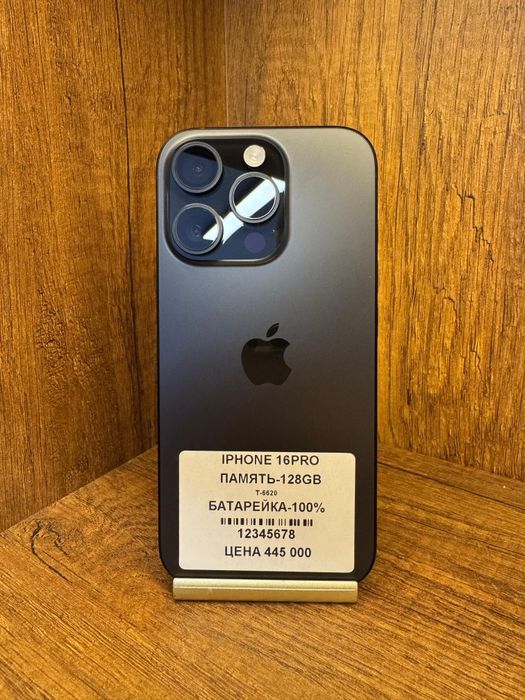 IPHONE 16PRO
ПАМЯТЬ-128GB
T-5520
БАТАРЕЙКА-100%
12345678
ЦЕНА 445 000